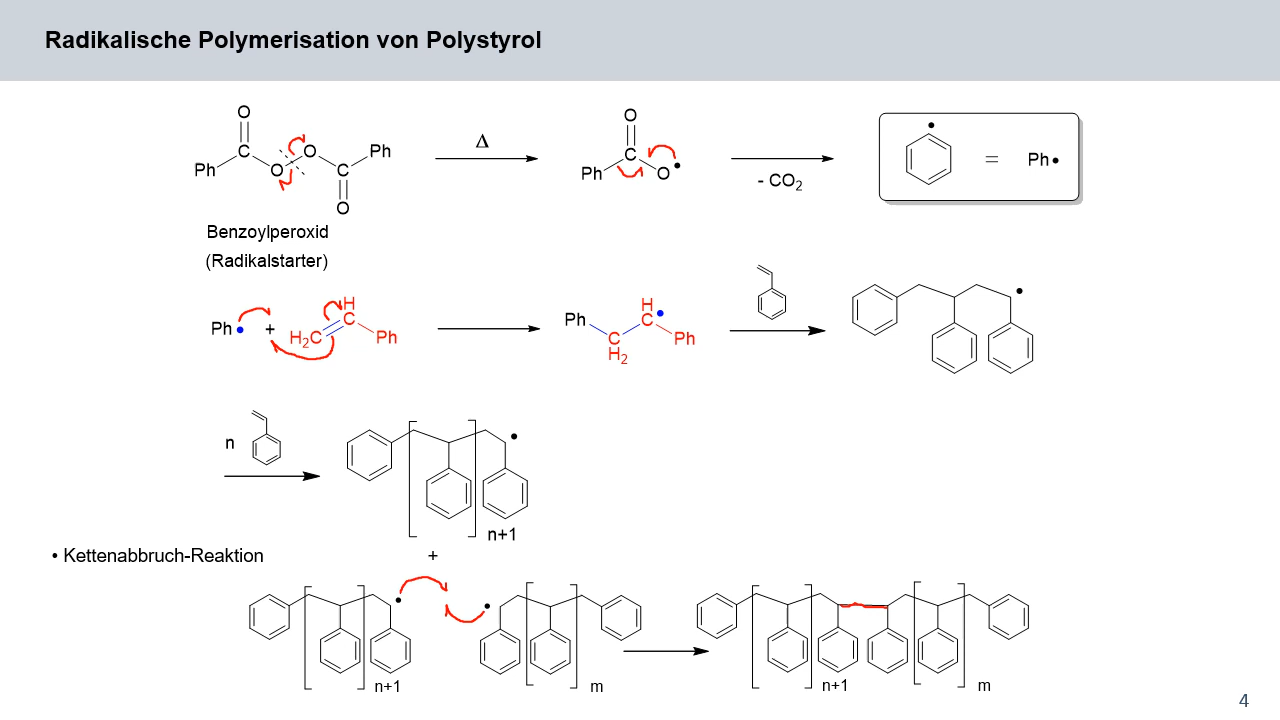 Radikalische Polymerisation von Polystyrol
O
Ph C O O C Ph
O
Δ
O
Ph C O •
- CO2
= Ph•
Benzoylperoxid
(Radikalstarter)
Ph • + H2C C H Ph
Ph C H2 C H • Ph
n
n+1
• Kettenabbruch-Reaktion
+
n+1 m n+1 m
4